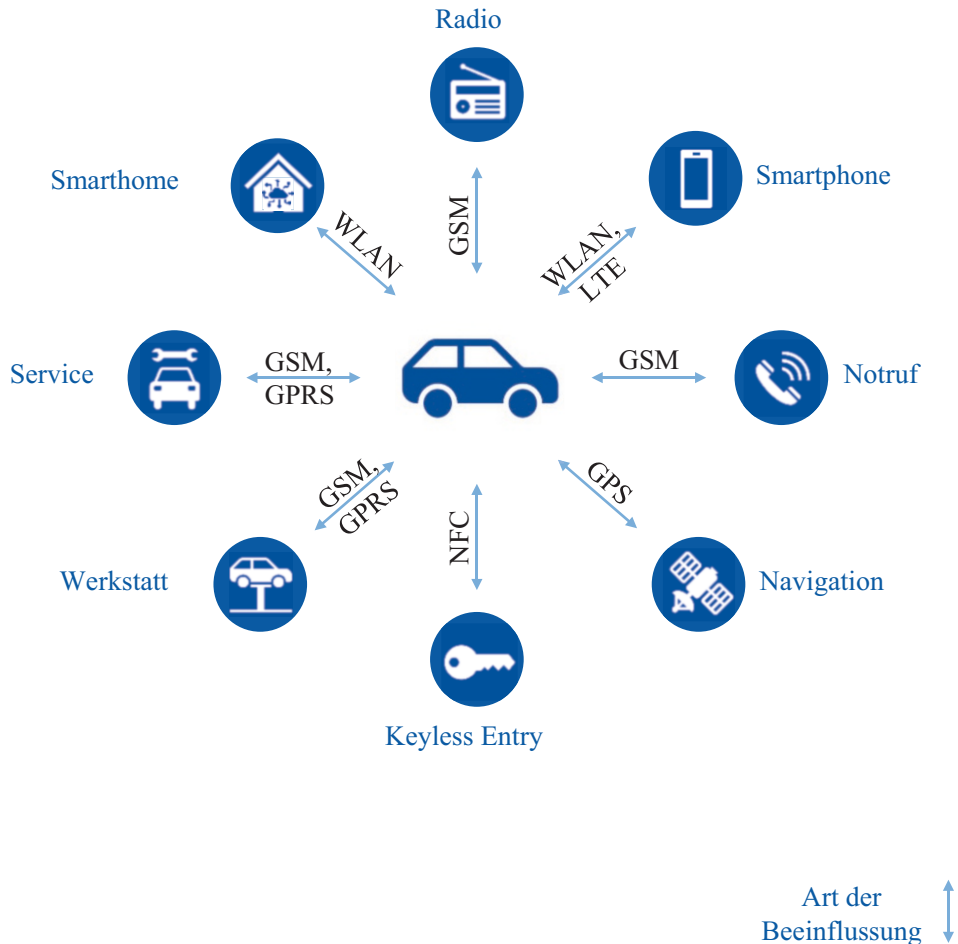 Radio
Smarthome
Smartphone
GSM
WLAN
WLAN,
LTE
Service
GSM,
GPRS
GSM
Notruf
GSM,
GPRS
NFC
GPS
Werkstatt
Navigation
Keyless Entry
Art der
Beeinflussung